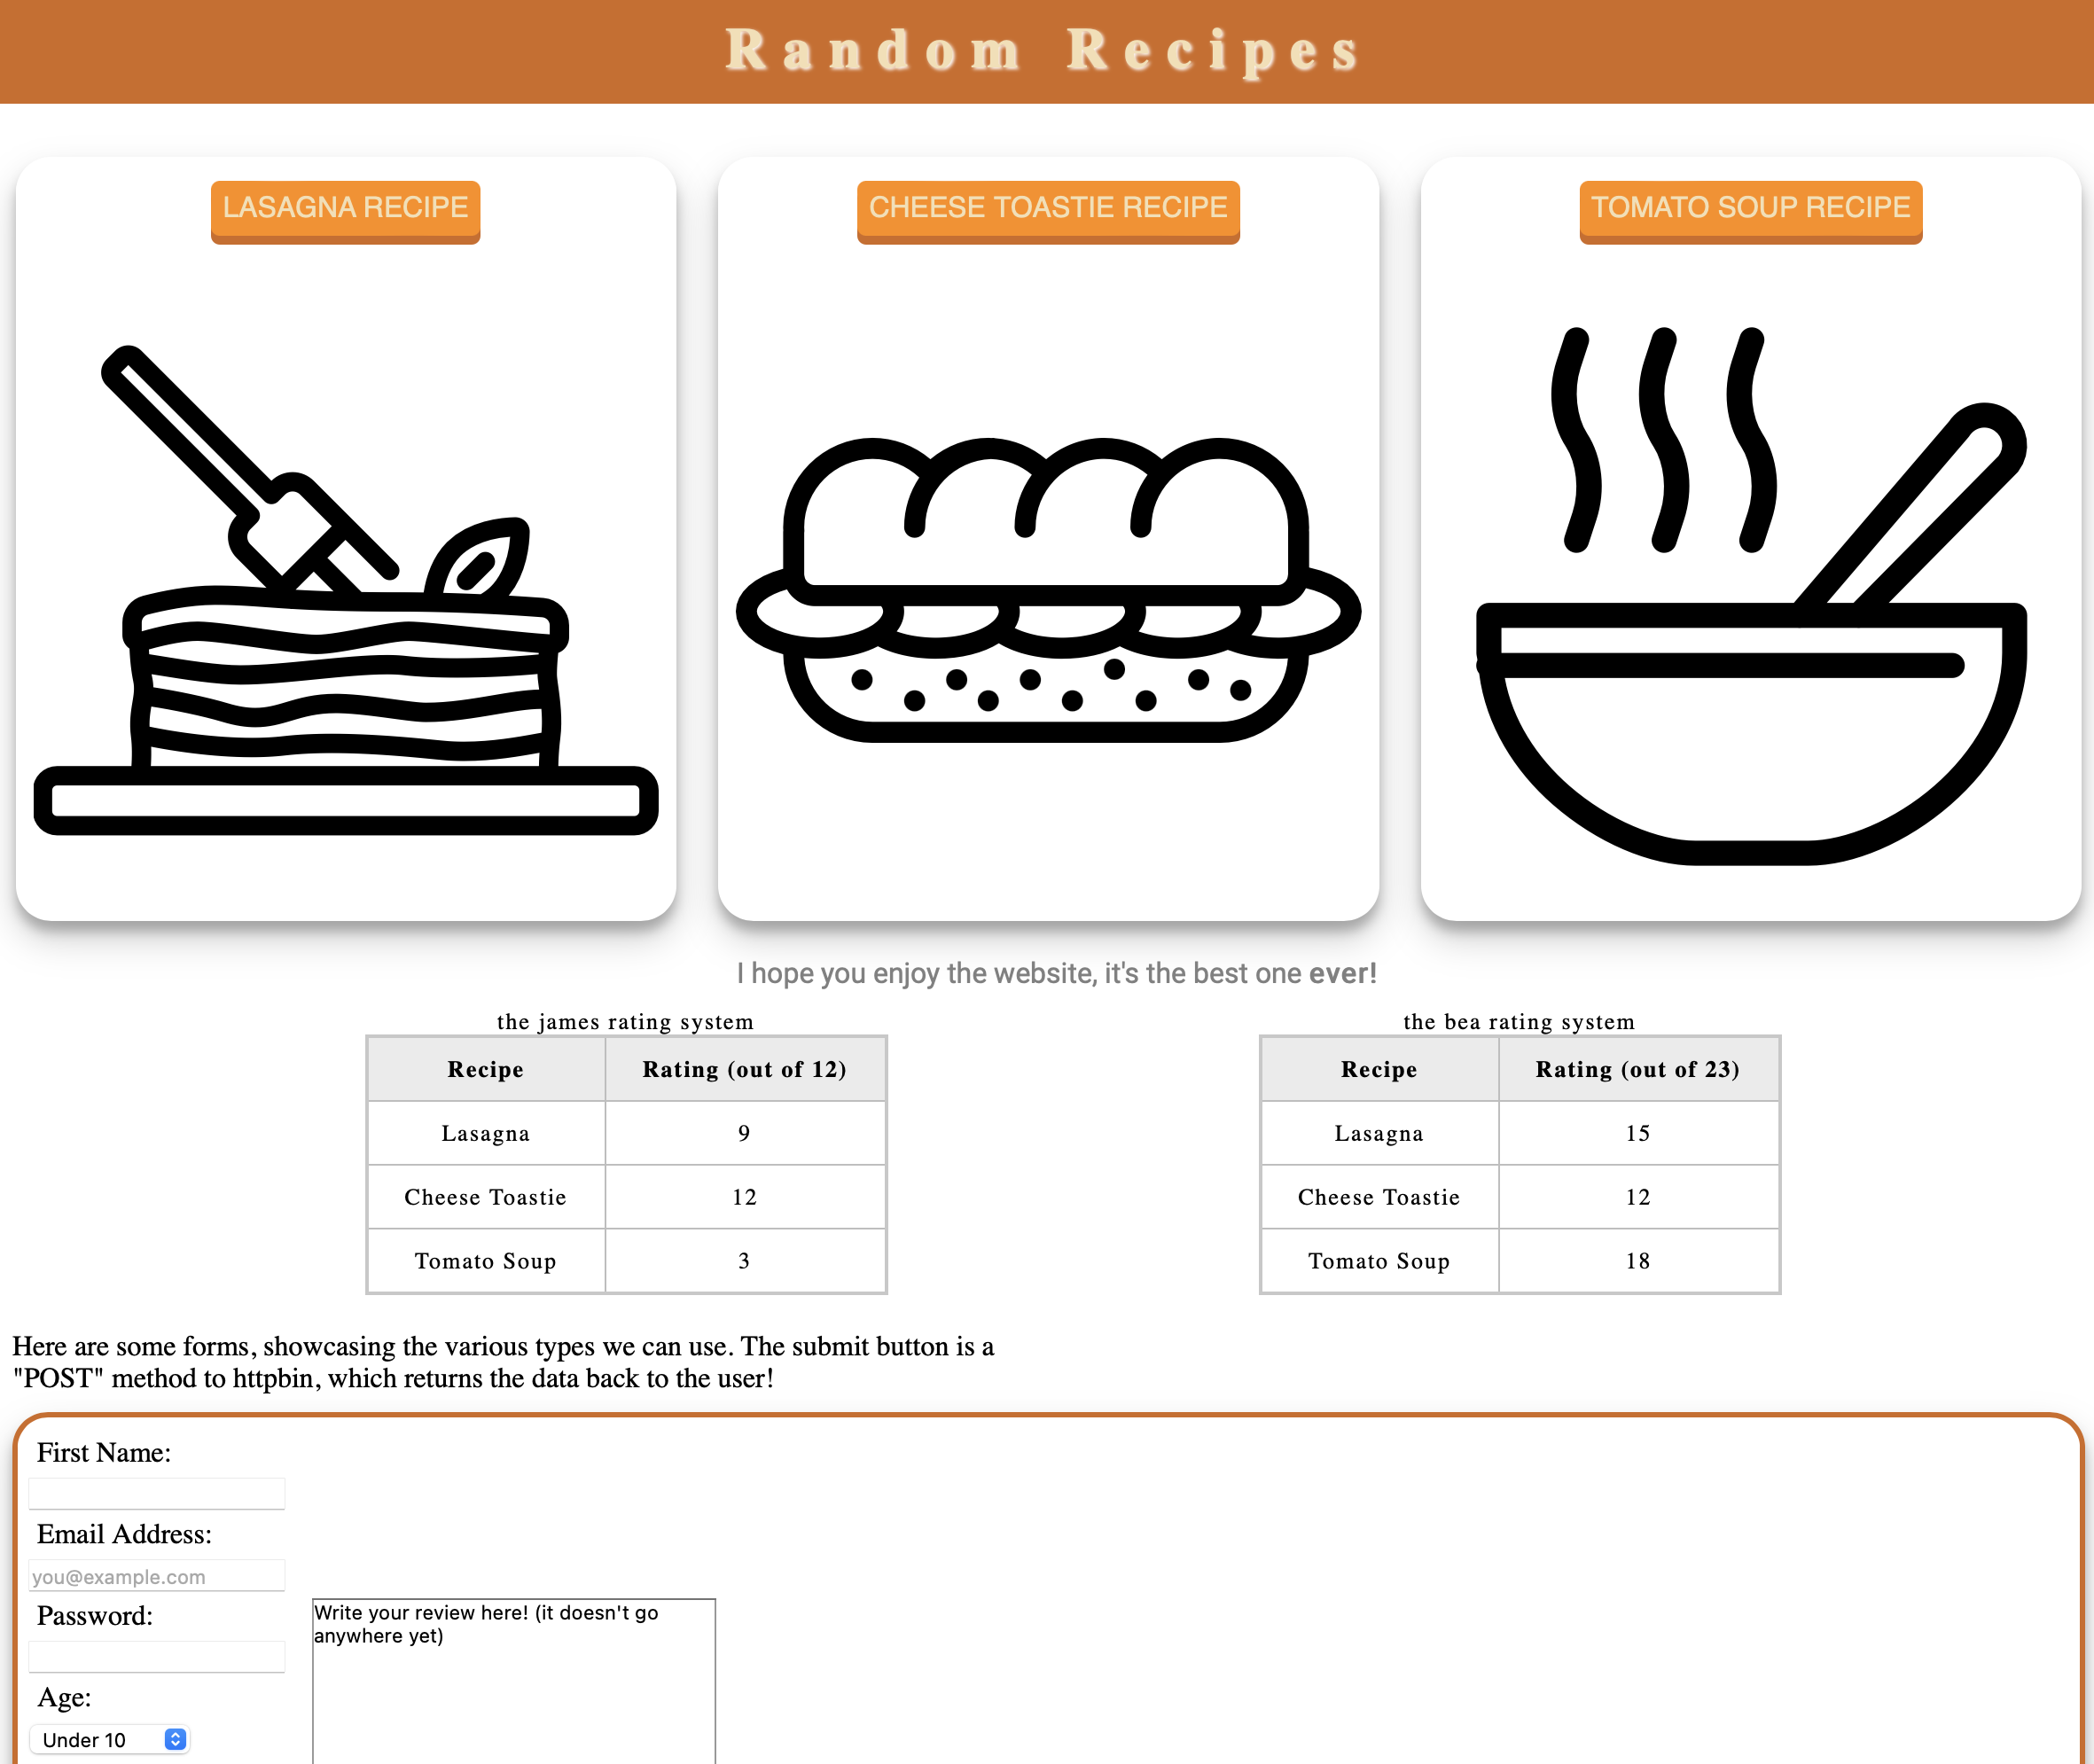 Random Recipes
LASAGNA RECIPE
CHEESE TOASTIE RECIPE
TOMATO SOUP RECIPE
I hope you enjoy the website, it's the best one ever!
the james rating system
Recipe Rating (out of 12)
Lasagna 9
Cheese Toastie 12
Tomato Soup 3
the bea rating system
Recipe Rating (out of 23)
Lasagna 15
Cheese Toastie 12
Tomato Soup 18
Here are some forms, showcasing the various types we can use. The submit button is a
"POST" method to httpbin, which returns the data back to the user!
First Name:
Email Address:
you@example.com
Password:
Age:
Under 10
Write your review here! (it doesn't go
anywhere yet)